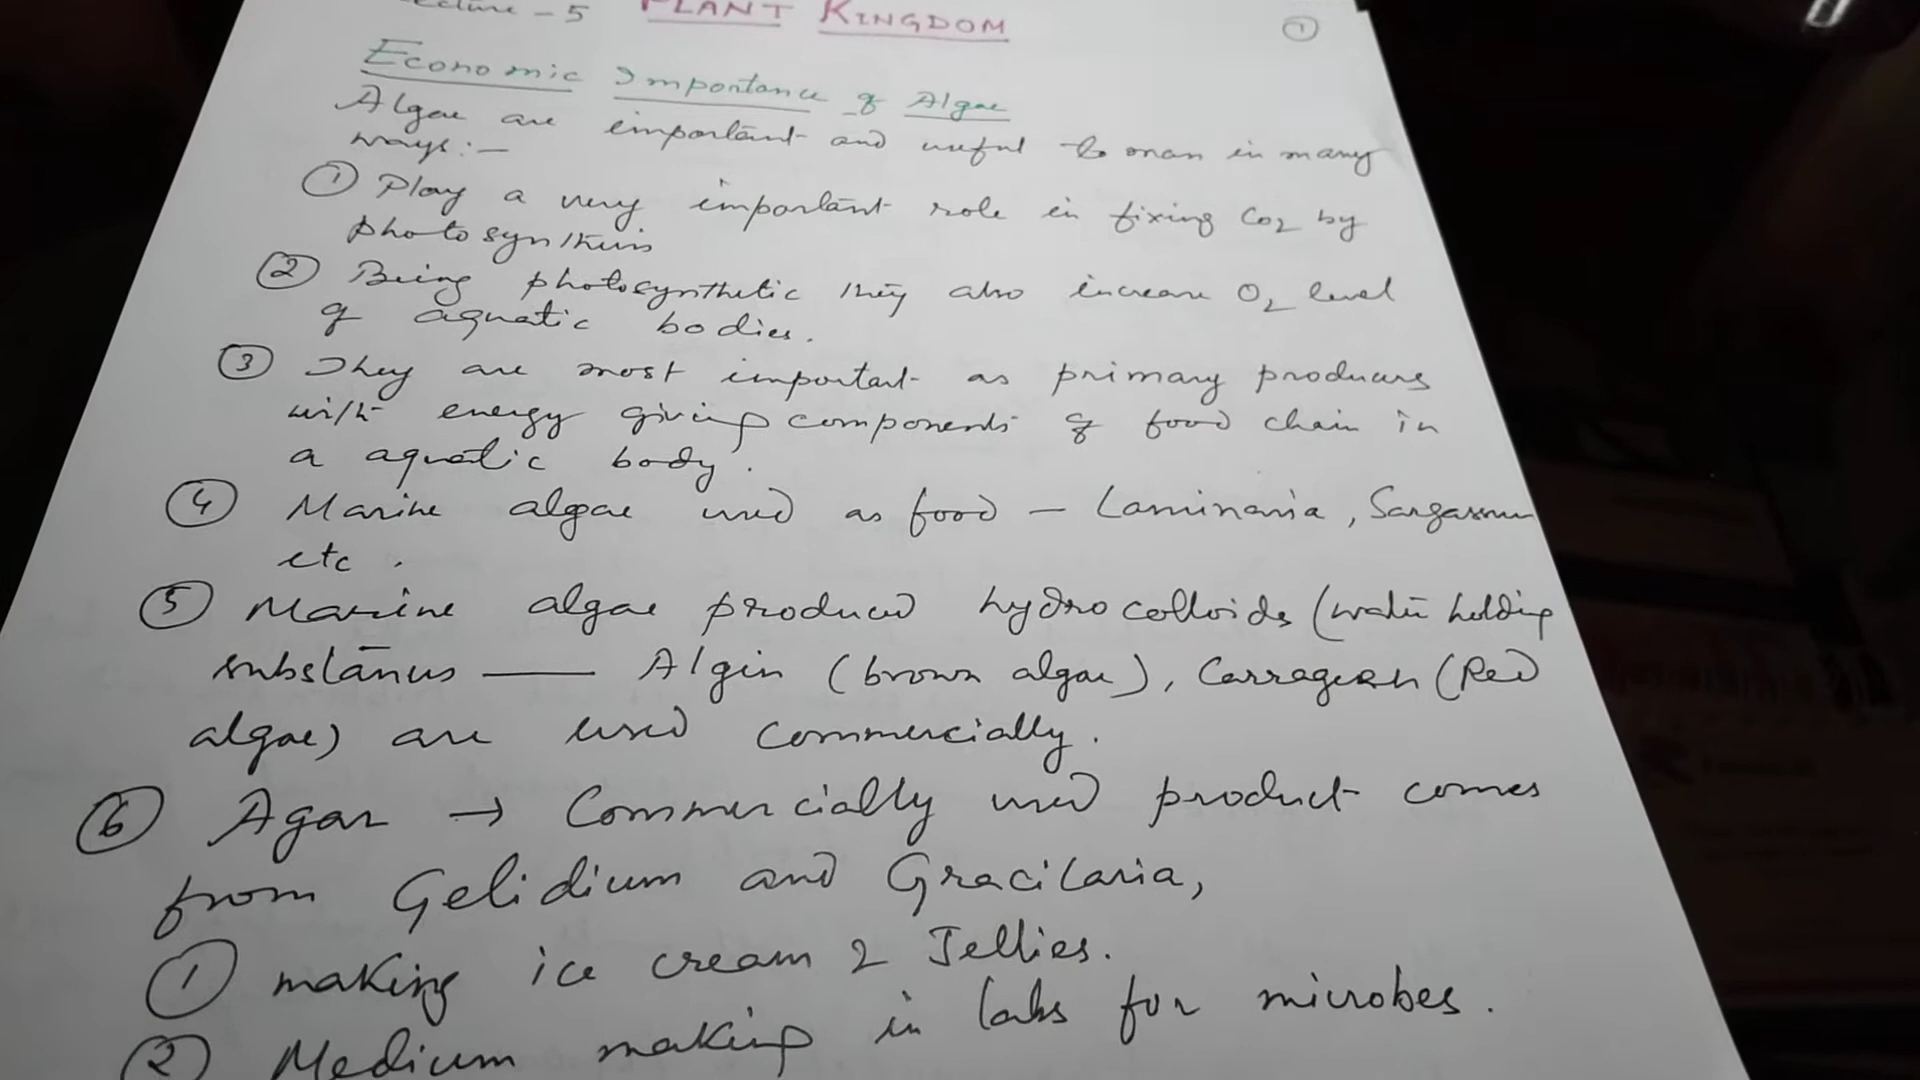 Lecture - 5 PLANT KINGDOM 1
Economic Importance of Algae
Algae are important and useful to man in many
ways:-
1 Play a very important role in fixing CO2 by
photosynthesis
2 Being photosynthetic they also increase O2 level
of aquatic bodies.
3 They are most important as primary producers
with energy giving components of food chain in
a aquatic body.
4 Marine algae used as food - Laminaria, Sargassum
etc.
5 Marine algae produced hydrocolloids (water holding
substances — Algin (brown algae), Carrageen (Red
algae) are used commercially.
6 Agar → Commercially used product comes
from Gelidium and Gracilaria,
1 making ice cream & Jellies.
2 Medium making in labs for microbes.